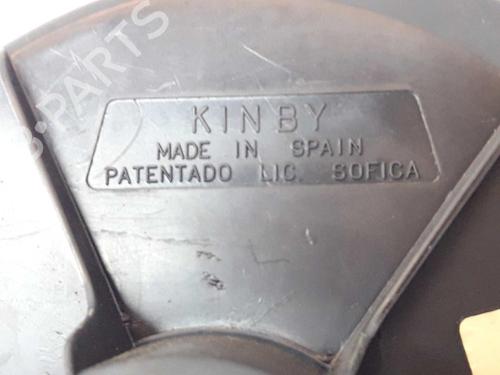 KINBY
MADE IN SPAIN
PATENTADO LIC. SOFICA
B-PARTS